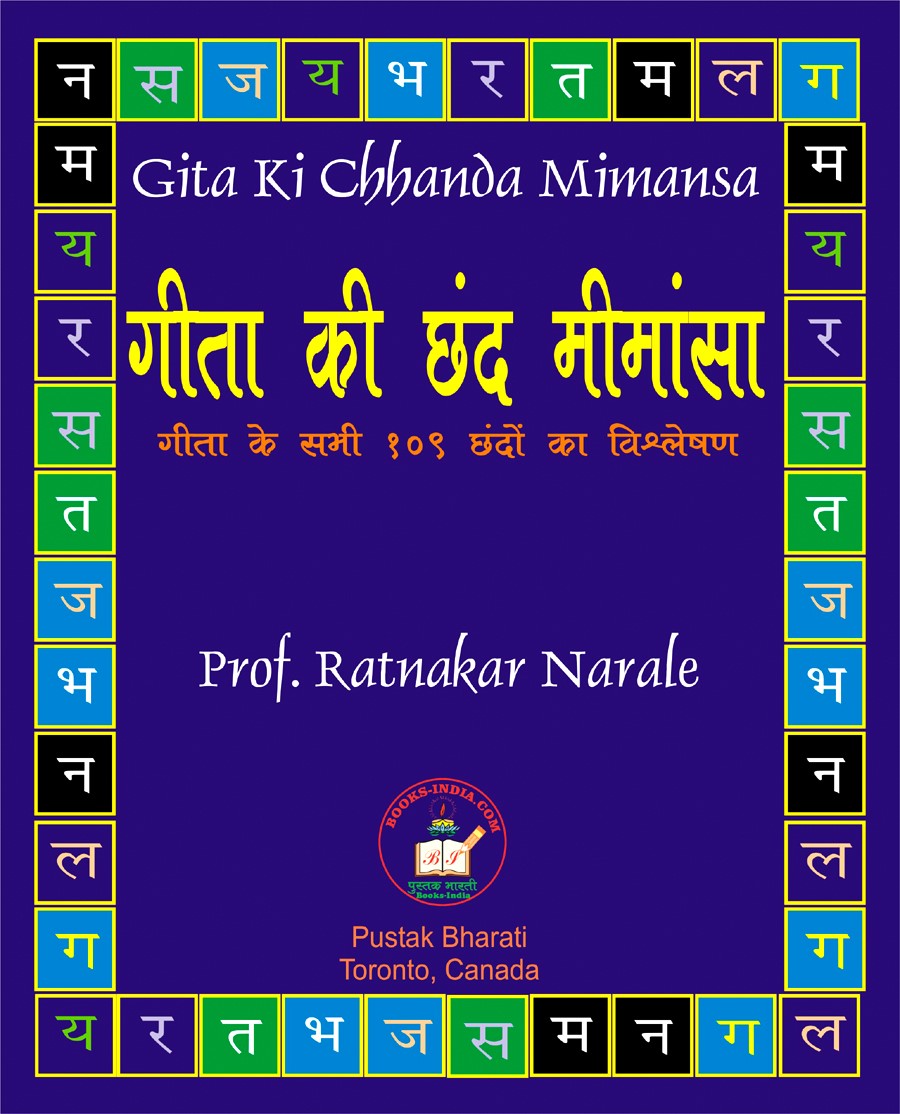 न स ज य भ र त म ल ग
म म
Gita Ki Chhanda Mimansa
य य
गीता की छंद मीमांसा
र र
स स
गीता के सभी १०९ छंदों का विश्लेषण
त त
ज ज
Prof. Ratnakar Narale
भ भ
न न
BOOKS-INDIA.COM
B I
ल ल
पुस्तक भारती
Books-India
ग ग
Pustak Bharati
Toronto, Canada
य र त भ ज स म न ग ल